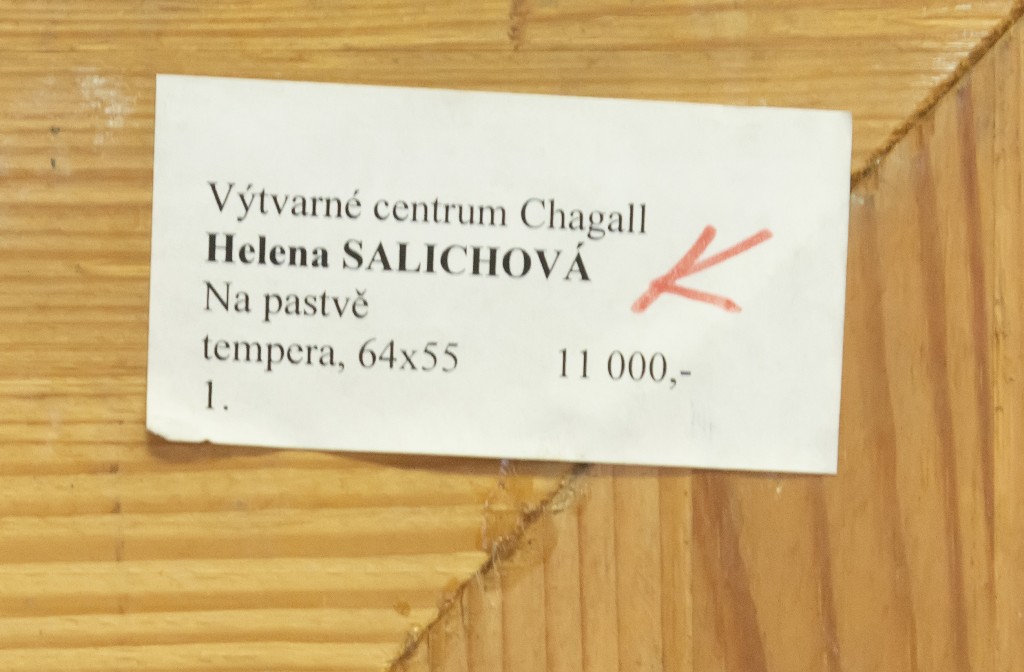 Výtvarné centrum Chagall
Helena SALICHOVÁ
K
Na pastvě
tempera, 64x55 11 000,-
1.